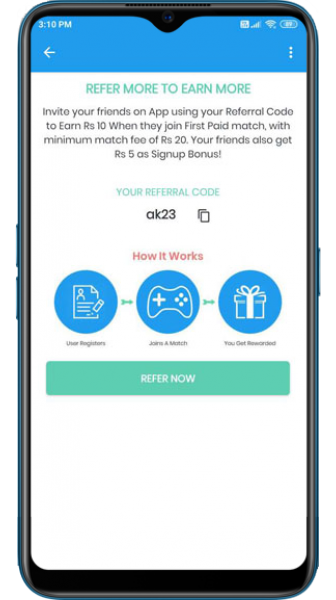 3:10 PM
REFER MORE TO EARN MORE
Invite your friends on App using your Referral Code
to Earn Rs 10 When they join First Paid match, with
minimum match fee of Rs 20. Your friends also get
Rs 5 as Signup Bonus!
YOUR REFERRAL CODE
ak23
How It Works
User Registers Joins A Match You Get Rewarded
REFER NOW